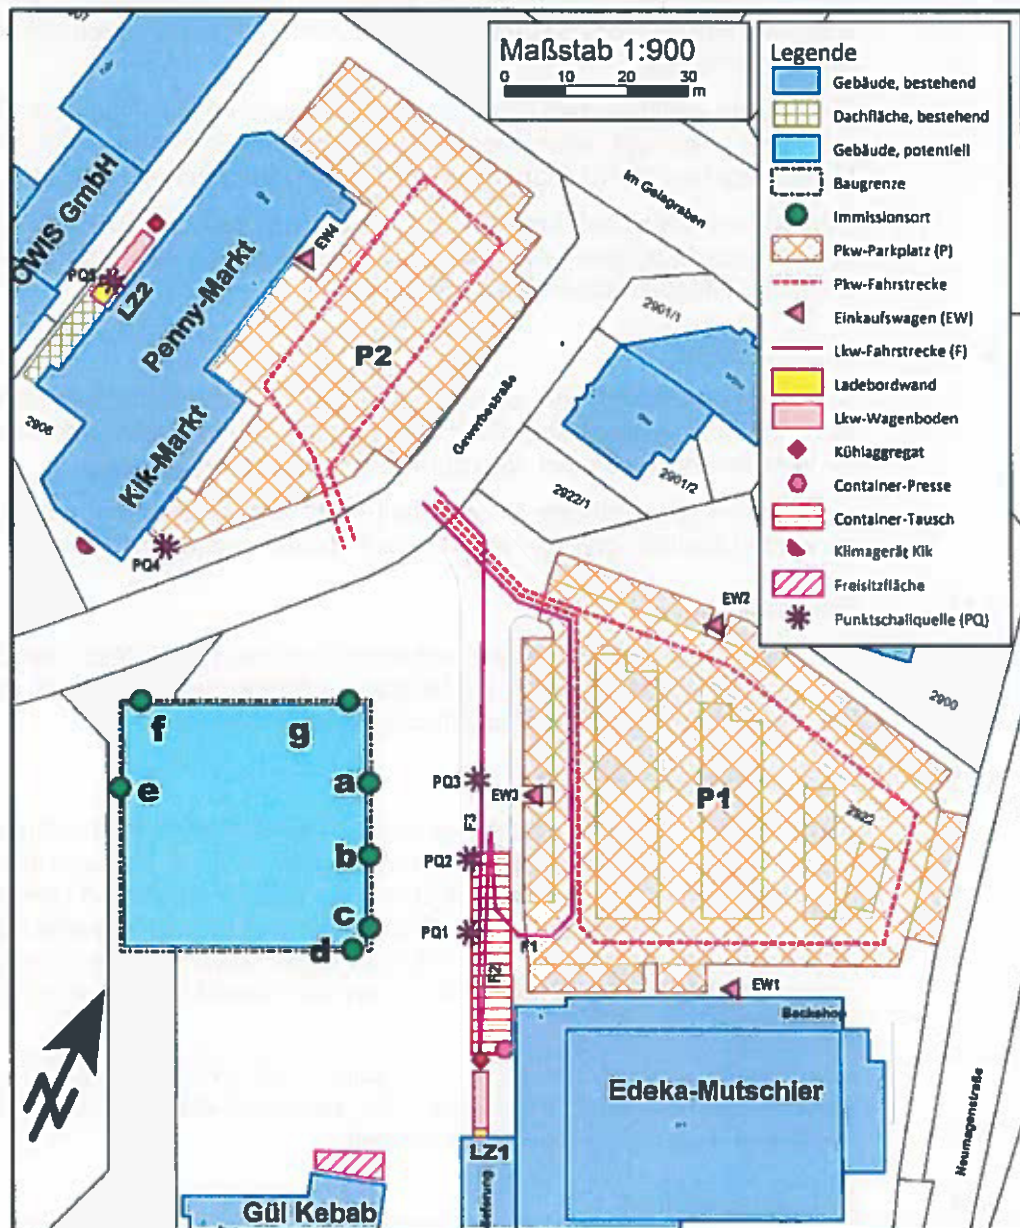 Maßstab 1:900
0 10 20 30
m
Legende
Gebäude, bestehend
Dachfläche, bestehend
Gebäude, potentiell
Baugrenze
Immissionsort
Pkw-Parkplatz (P)
Pkw-Fahrstrecke
Einkaufswagen (EW)
Lkw-Fahrstrecke (F)
Ladebordwand
Lkw-Wagenboden
Kühlaggregat
Container-Presse
Container-Tausch
Klimagerät Kik
Freisitzfläche
Punktschallquelle (PQ)
OWIS GmbH
PQ5
LZ2
Penny-Markt
EW4
Kik-Markt
P2
2906
PQ4
Im Gelsgraben
Gewerbestraße
2901/1
2901/2
2922/1
EW2
2900
f
g
e
a
b
c
d
PQ3
EW3
F3
PQ2
PQ1
F1
F2
P1
2922
EW1
Backshop
Edeka-Mutschler
LZ1
Gül Kebab
Neumagenstraße
N